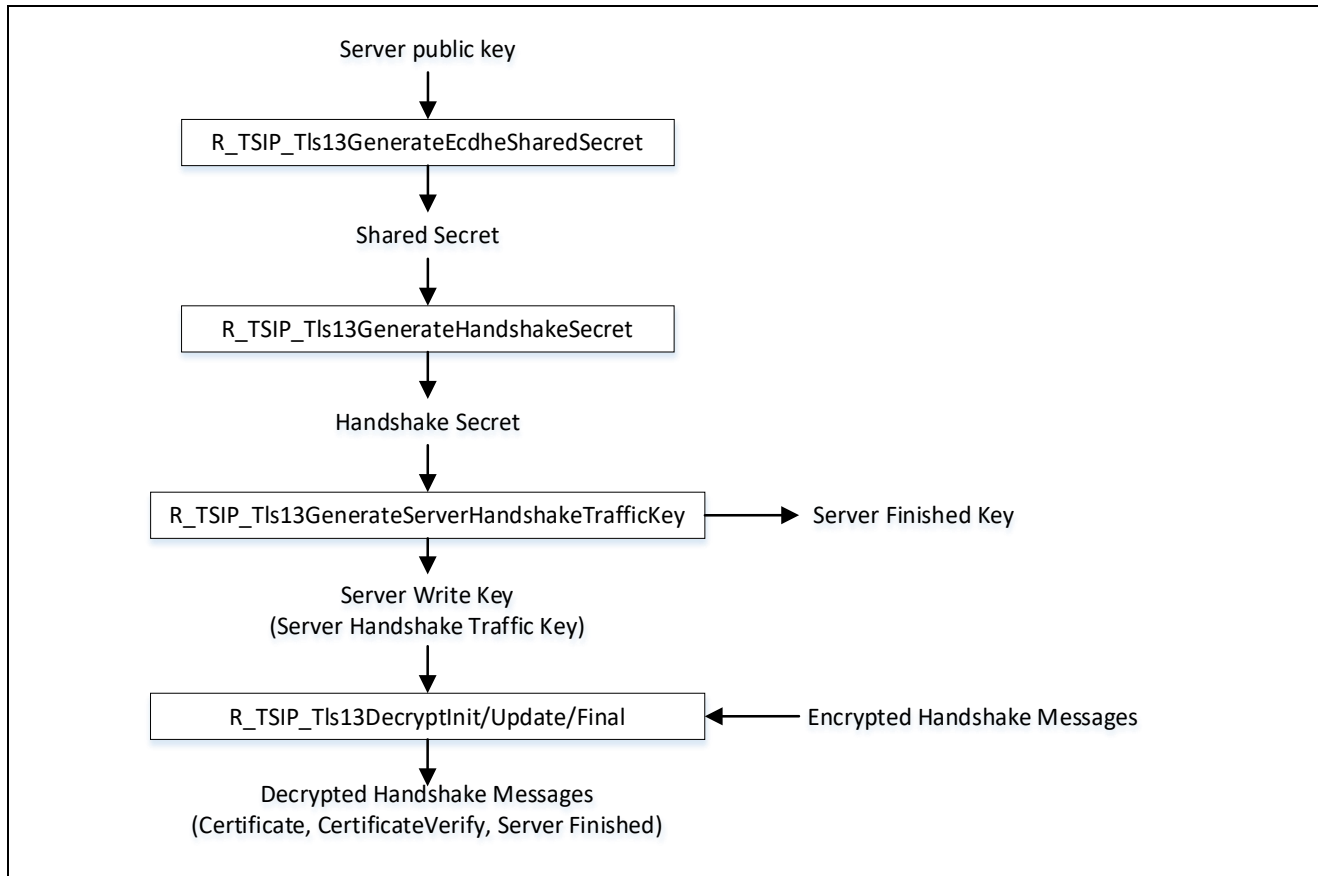 Server public key
R_TSIP_Tls13GenerateEcdheSharedSecret
Shared Secret
R_TSIP_Tls13GenerateHandshakeSecret
Handshake Secret
R_TSIP_Tls13GenerateServerHandshakeTrafficKey
Server Finished Key
Server Write Key
(Server Handshake Traffic Key)
R_TSIP_Tls13DecryptInit/Update/Final
Encrypted Handshake Messages
Decrypted Handshake Messages
(Certificate, CertificateVerify, Server Finished)